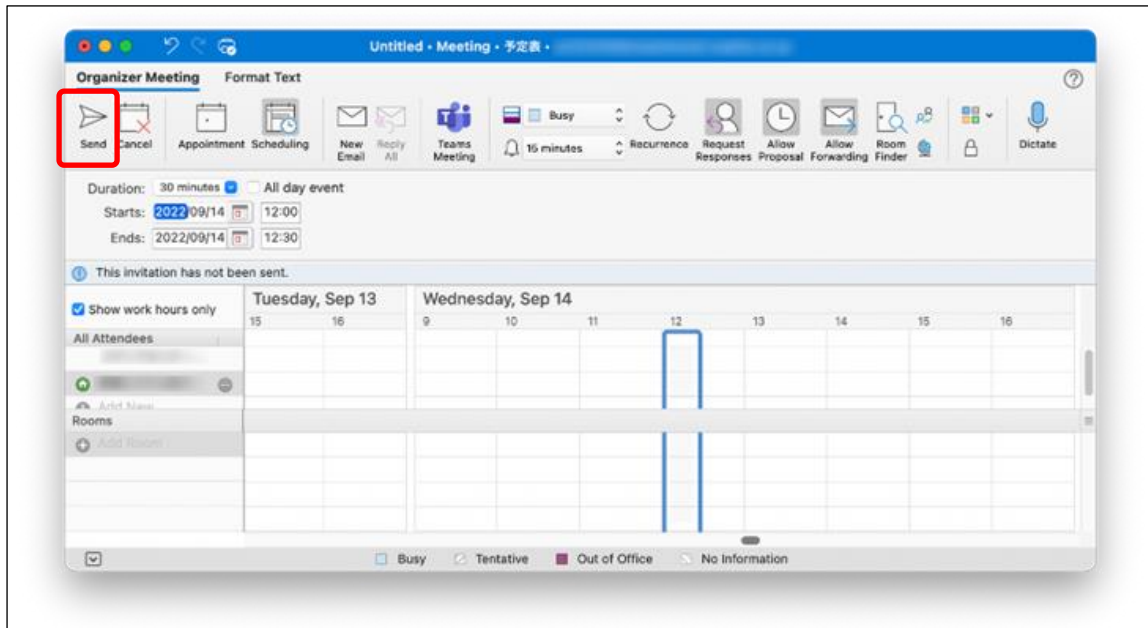 Untitled • Meeting • 予定表 •
Organizer Meeting Format Text
Send Cancel Appointment Scheduling New Email Reply All Teams Meeting Busy 15 minutes Recurrence Request Responses Allow Proposal Allow Forwarding Room Finder Dictate
Duration: 30 minutes All day event
Starts: 2022/09/14 12:00
Ends: 2022/09/14 12:30
This invitation has not been sent.
Show work hours only Tuesday, Sep 13 Wednesday, Sep 14
15 16 9 10 11 12 13 14 15 16
All Attendees
Add New
Rooms
Add Room
Busy Tentative Out of Office No Information